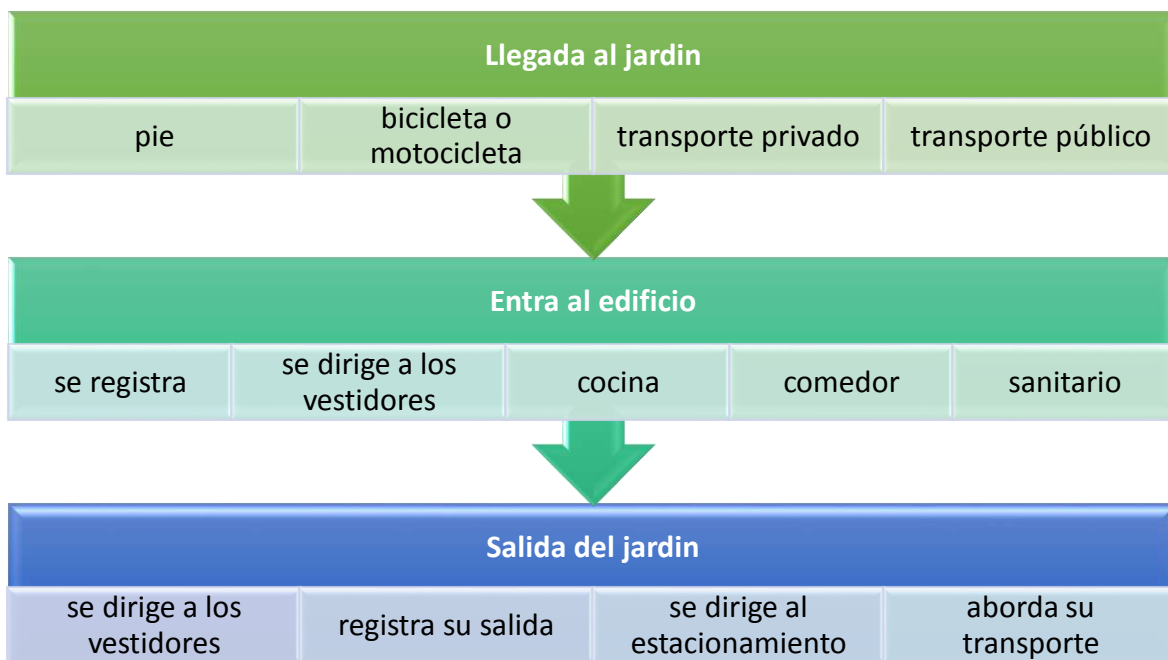 Llegada al jardin
pie
bicicleta o
motocicleta
transporte privado
transporte público
Entra al edificio
se registra
se dirige a los
vestidores
cocina
comedor
sanitario
Salida del jardin
se dirige a los
vestidores
registra su salida
se dirige al
estacionamiento
aborda su
transporte